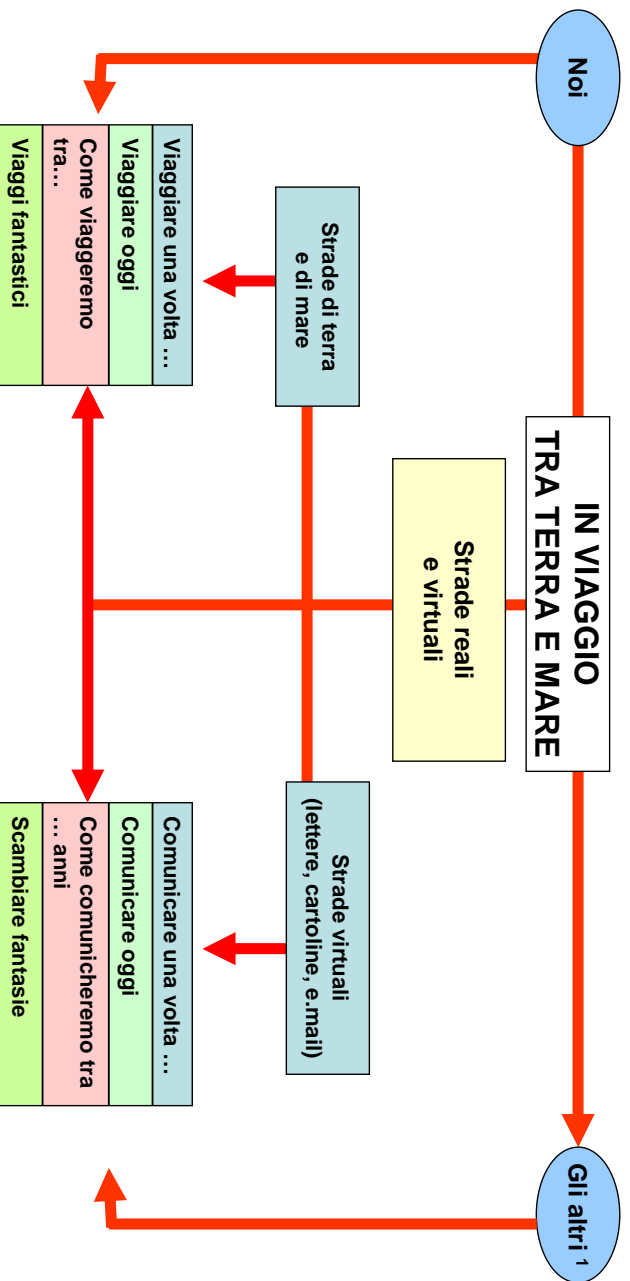 Noi
IN VIAGGIO
TRA TERRA E MARE
Gli altri ¹
Strade reali
e virtuali
Strade di terra
e di mare
Strade virtuali
(lettere, cartoline, e.mail)
Viaggiare una volta …
Viaggiare oggi
Come viaggeremo
tra…
Viaggi fantastici
Comunicare una volta …
Comunicare oggi
Come comunicheremo tra
… anni
Scambiare fantasie